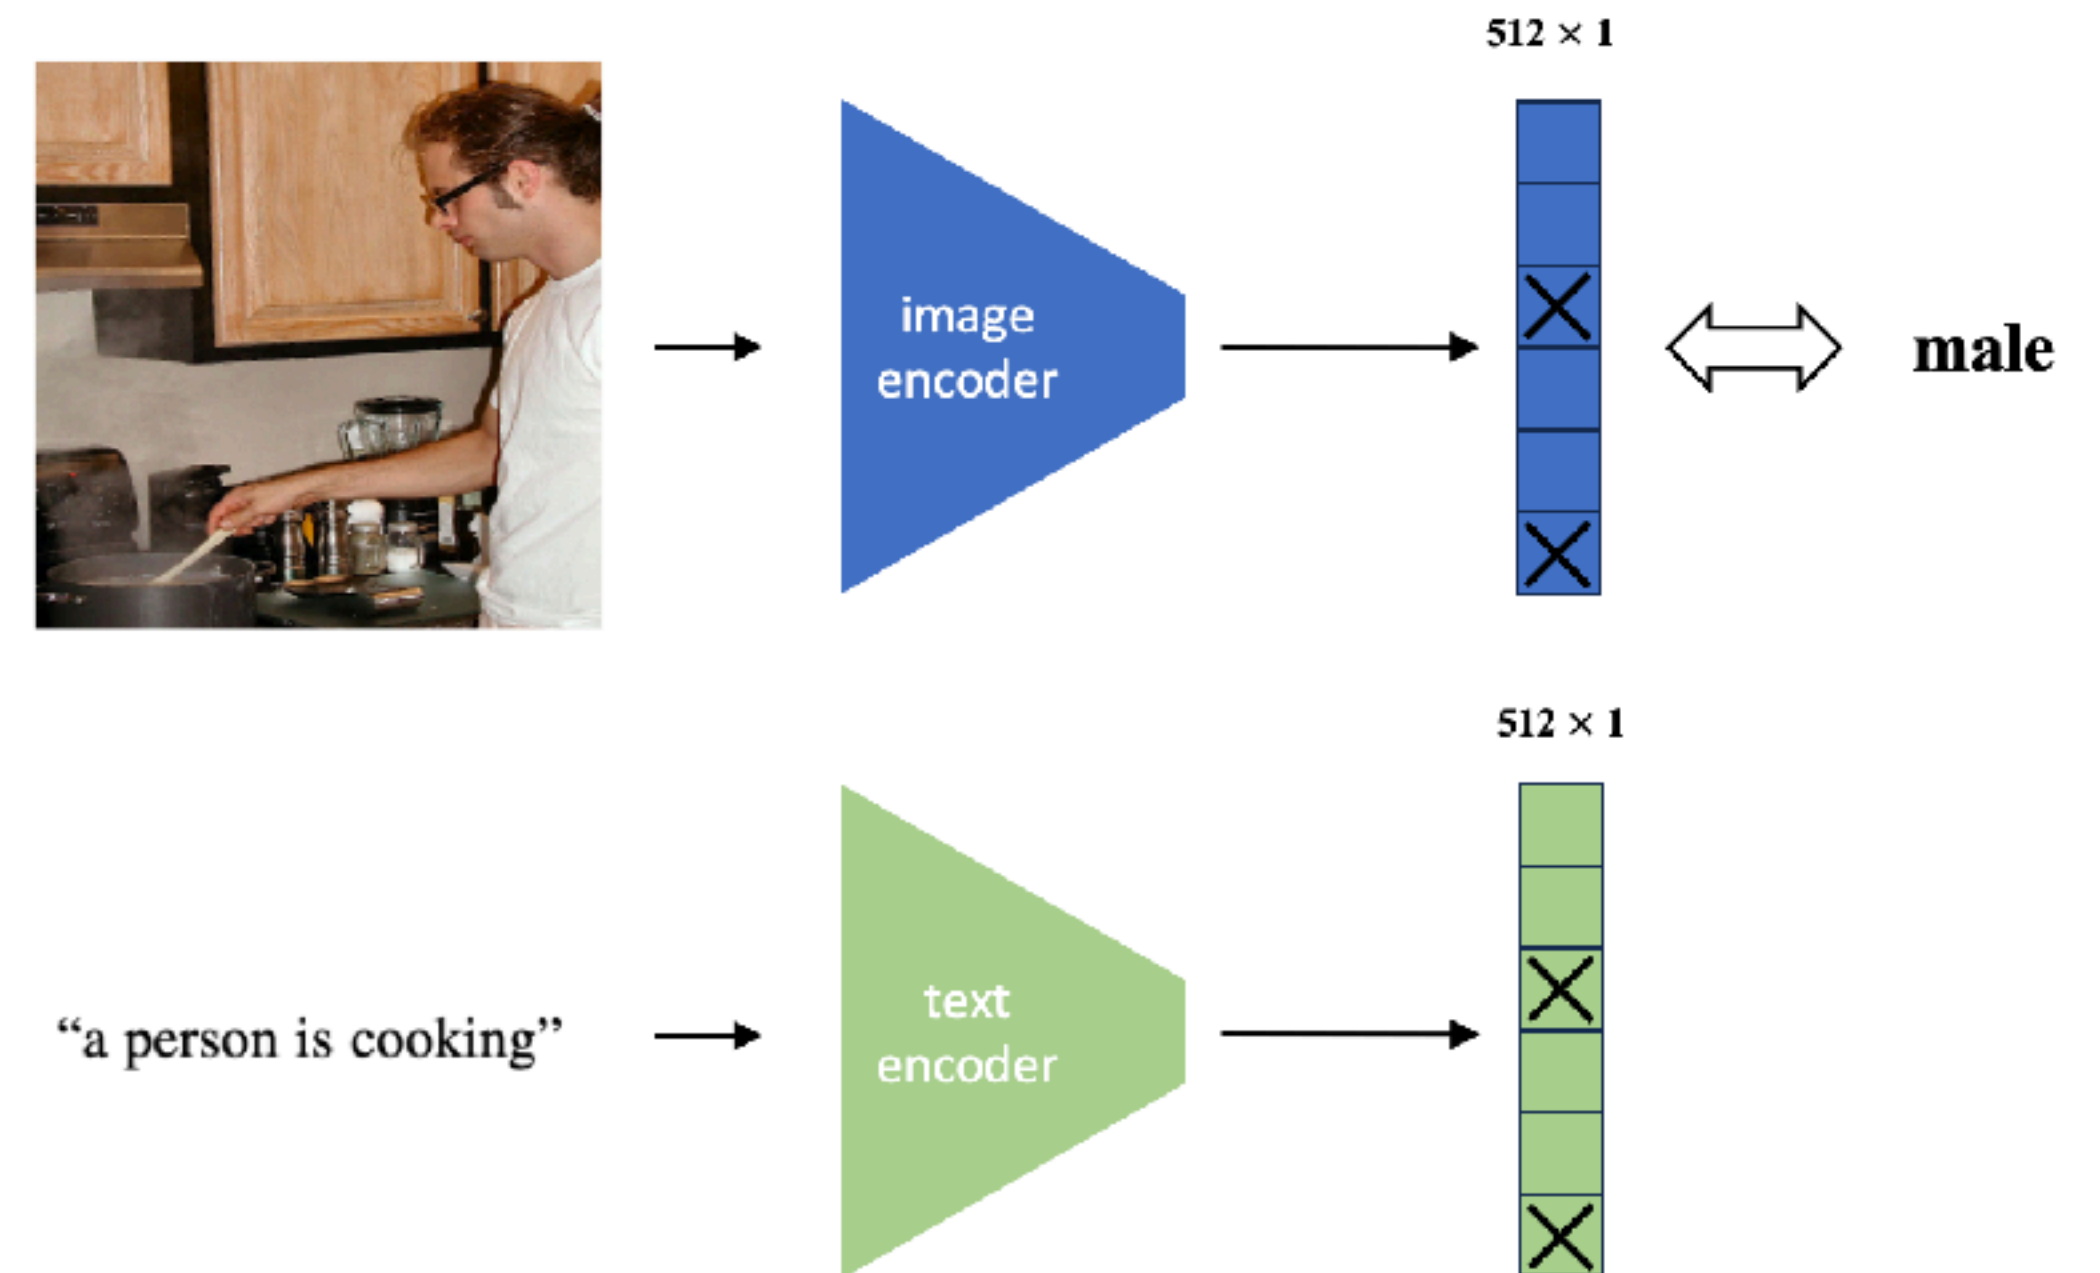 512 × 1
image
encoder
male
512 × 1
“a person is cooking”
text
encoder